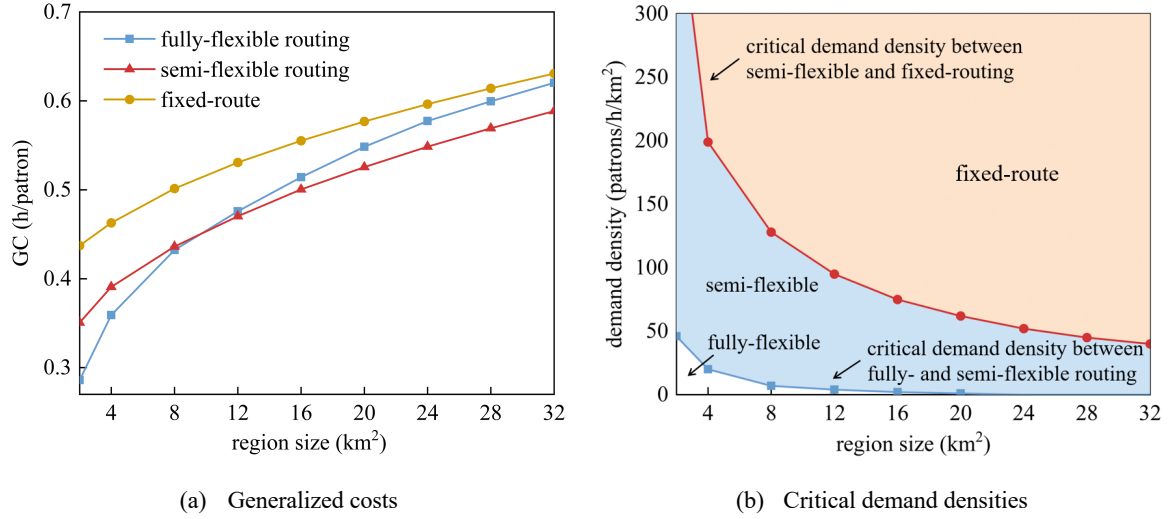 0.7
0.6
0.5
0.4
0.3
GC (h/patron)
fully-flexible routing
semi-flexible routing
fixed-route
4 8 12 16 20 24 28 32
region size (km²)
(a) Generalized costs
300
250
200
150
100
50
0
demand density (patrons/h/km²)
critical demand density between
semi-flexible and fixed-routing
fixed-route
semi-flexible
fully-flexible
critical demand density between
fully- and semi-flexible routing
4 8 12 16 20 24 28 32
region size (km²)
(b) Critical demand densities